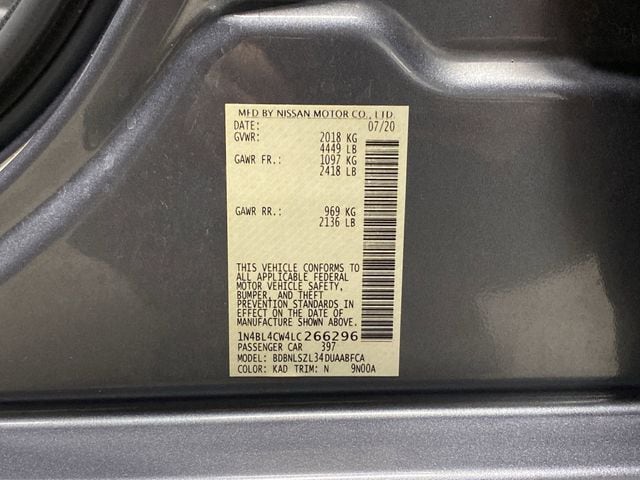 MFD BY NISSAN MOTOR CO., LTD.
DATE: 07/20
GVWR: 2018 KG
4449 LB
GAWR FR.: 1097 KG
2418 LB
GAWR RR.: 969 KG
2136 LB
THIS VEHICLE CONFORMS TO
ALL APPLICABLE FEDERAL
MOTOR VEHICLE SAFETY,
BUMPER, AND THEFT
PREVENTION STANDARDS IN
EFFECT ON THE DATE OF
MANUFACTURE SHOWN ABOVE.
1N4BL4CW4LC266296
PASSENGER CAR 397
MODEL: BDBNLSZL34DUAABFCA
COLOR: KAD TRIM: N 9N00A